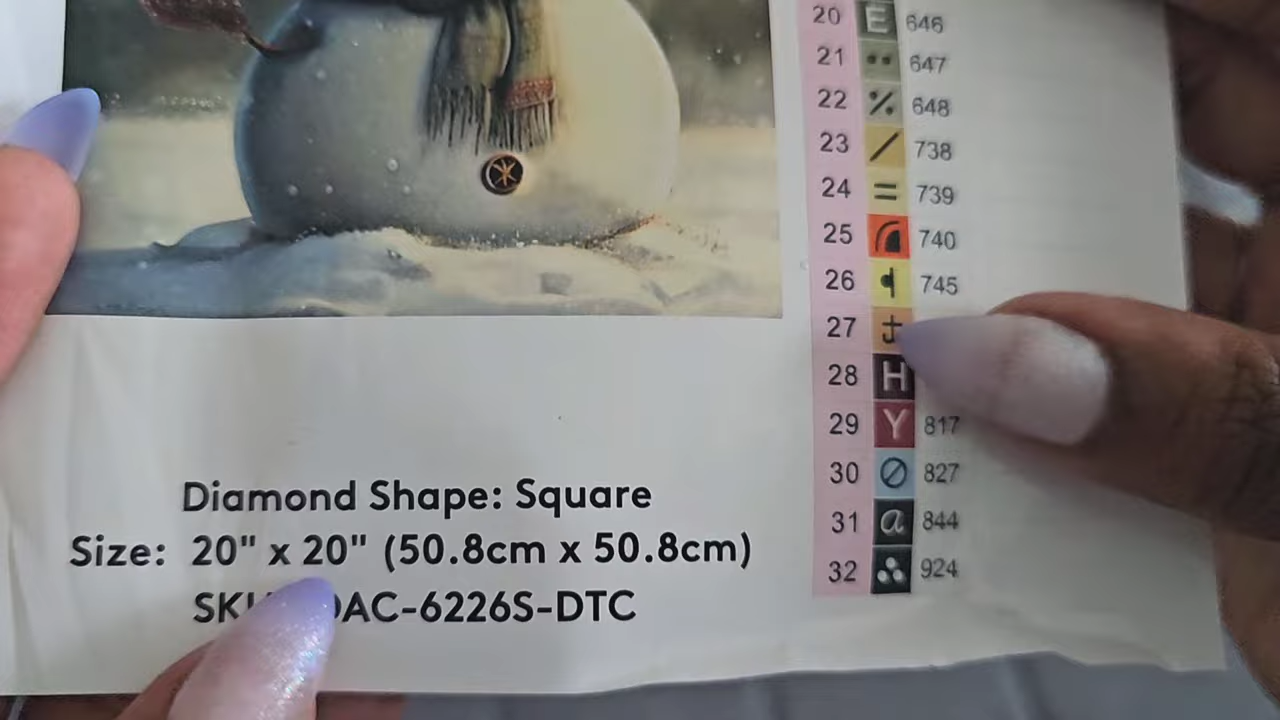 20 E 646
21 647
22 648
23 / 738
24 = 739
25 740
26 745
27
28 H
29 Y 817
30 827
31 a 844
32 924
Diamond Shape: Square
Size: 20" x 20" (50.8cm x 50.8cm)
AC-6226S-DTC